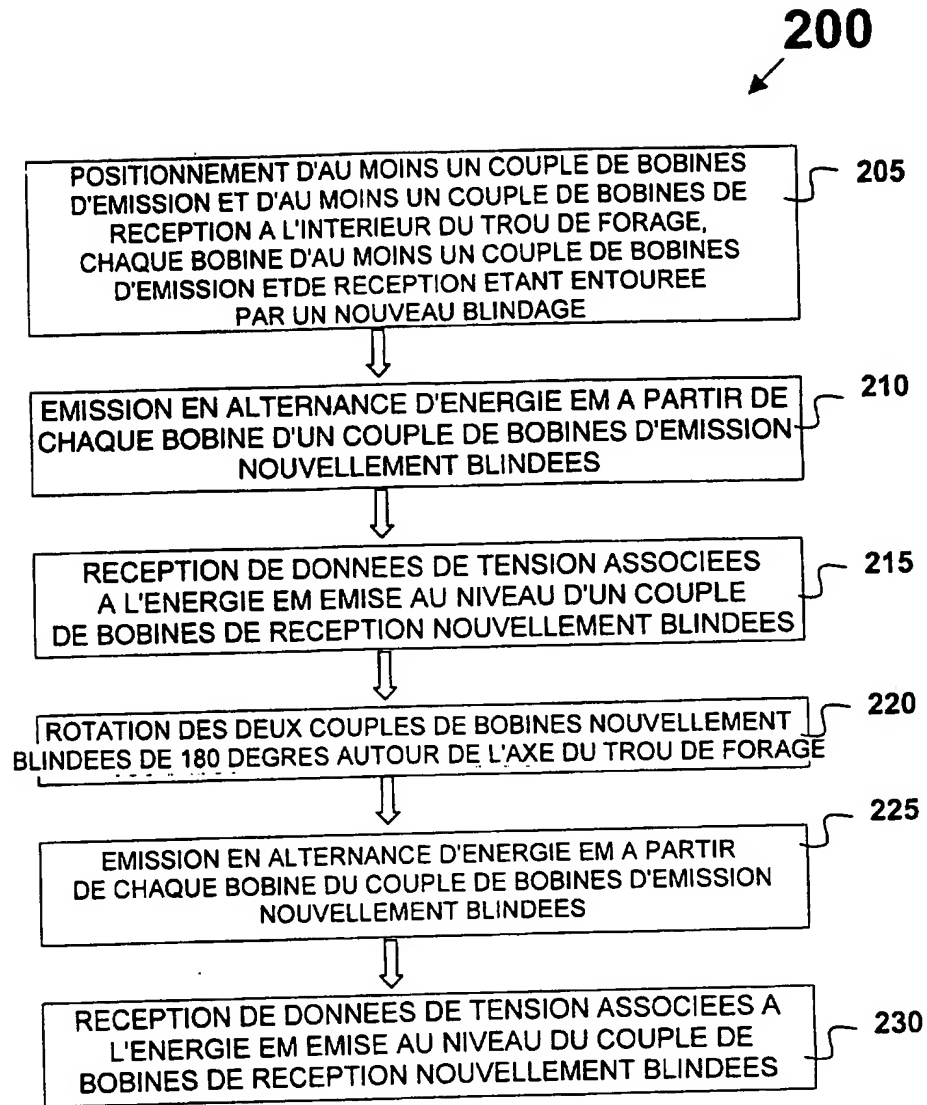 200
POSITIONNEMENT D'AU MOINS UN COUPLE DE BOBINES
D'EMISSION ET D'AU MOINS UN COUPLE DE BOBINES DE
RECEPTION A L'INTERIEUR DU TROU DE FORAGE,
CHAQUE BOBINE D'AU MOINS UN COUPLE DE BOBINES
D'EMISSION ETDE RECEPTION ETANT ENTOUREE
PAR UN NOUVEAU BLINDAGE
205
EMISSION EN ALTERNANCE D'ENERGIE EM A PARTIR DE
CHAQUE BOBINE D'UN COUPLE DE BOBINES D'EMISSION
NOUVELLEMENT BLINDEES
210
RECEPTION DE DONNEES DE TENSION ASSOCIEES
A L'ENERGIE EM EMISE AU NIVEAU D'UN COUPLE
DE BOBINES DE RECEPTION NOUVELLEMENT BLINDEES
215
ROTATION DES DEUX COUPLES DE BOBINES NOUVELLEMENT
BLINDEES DE 180 DEGRES AUTOUR DE L'AXE DU TROU DE FORAGE
220
EMISSION EN ALTERNANCE D'ENERGIE EM A PARTIR
DE CHAQUE BOBINE DU COUPLE DE BOBINES D'EMISSION
NOUVELLEMENT BLINDEES
225
RECEPTION DE DONNEES DE TENSION ASSOCIEES A
L'ENERGIE EM EMISE AU NIVEAU DU COUPLE DE
BOBINES DE RECEPTION NOUVELLEMENT BLINDEES
230